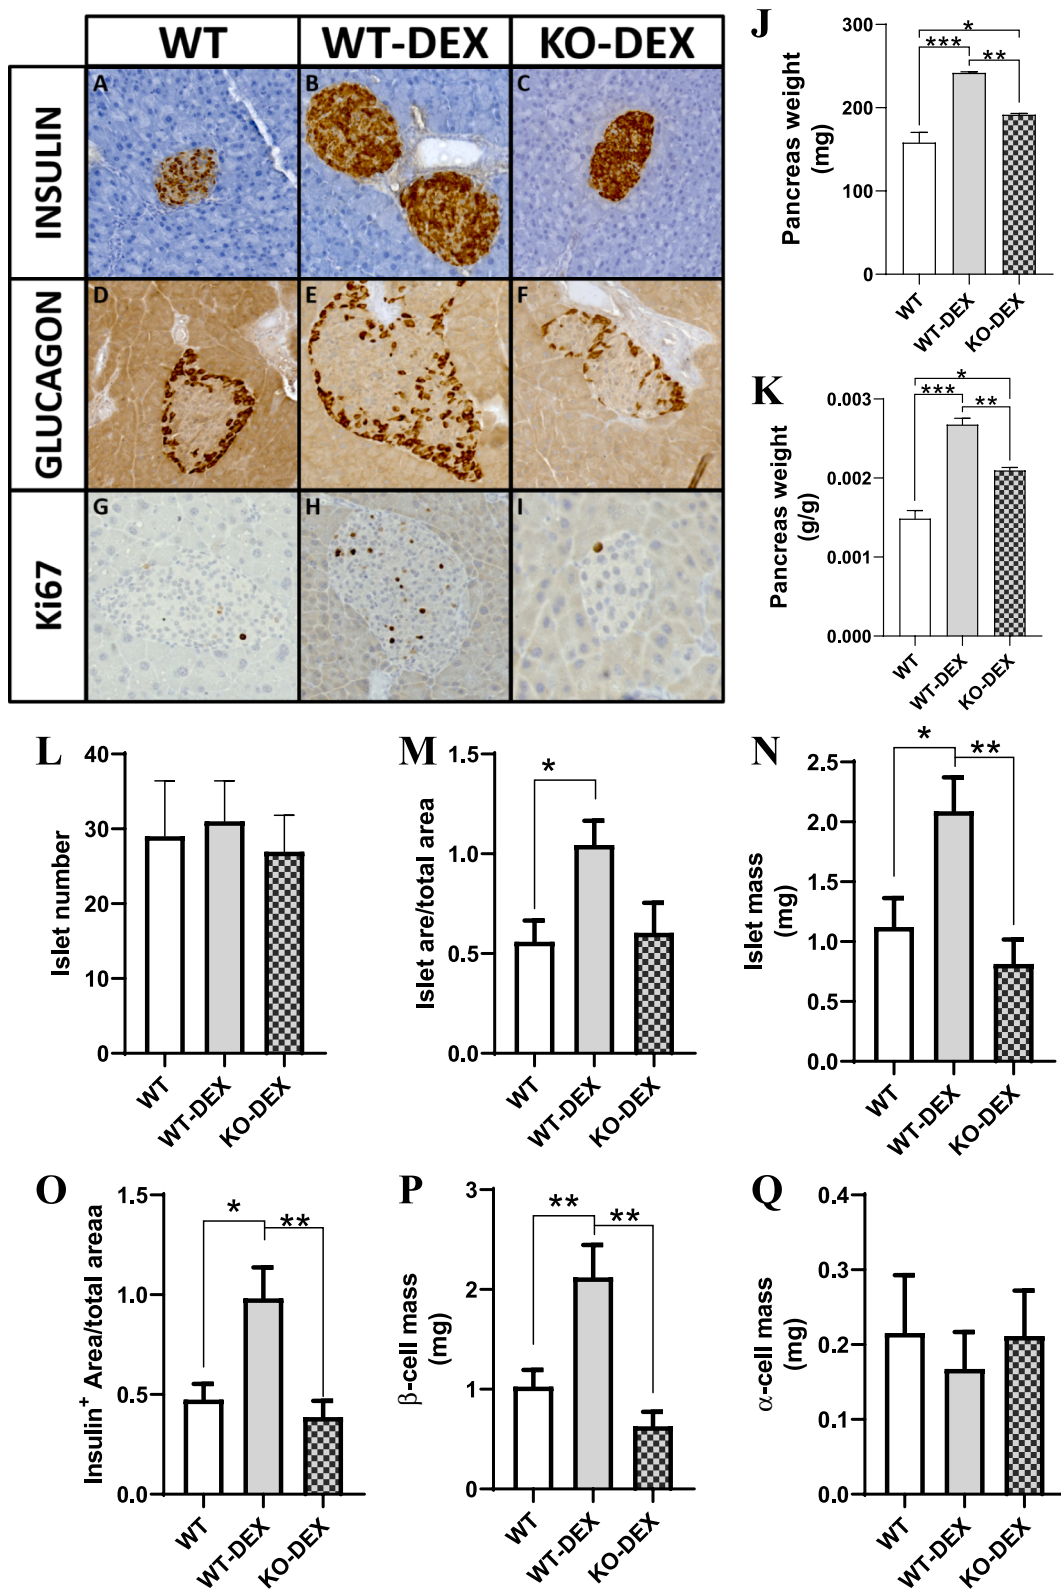 WT WT-DEX KO-DEX
INSULIN
A B C
GLUCAGON
D E F
Ki67
G H I
J
Pancreas weight
(mg)
300
200
100
0
*
*** **
WT WT-DEX KO-DEX
K
Pancreas weight
(g/g)
0.003
0.002
0.001
0.000
*
*** **
WT WT-DEX KO-DEX
L
Islet number
40
30
20
10
0
WT WT-DEX KO-DEX
M
Islet are/total area
1.5
1.0
0.5
0.0
*
WT WT-DEX KO-DEX
N
Islet mass
(mg)
2.5
2.0
1.5
1.0
0.5
0.0
* **
WT WT-DEX KO-DEX
O
Insulin⁺ Area/total areaa
1.5
1.0
0.5
0.0
* **
WT WT-DEX KO-DEX
P
β-cell mass
(mg)
3
2
1
0
** **
WT WT-DEX KO-DEX
Q
α-cell mass
(mg)
0.4
0.3
0.2
0.1
0.0
WT WT-DEX KO-DEX